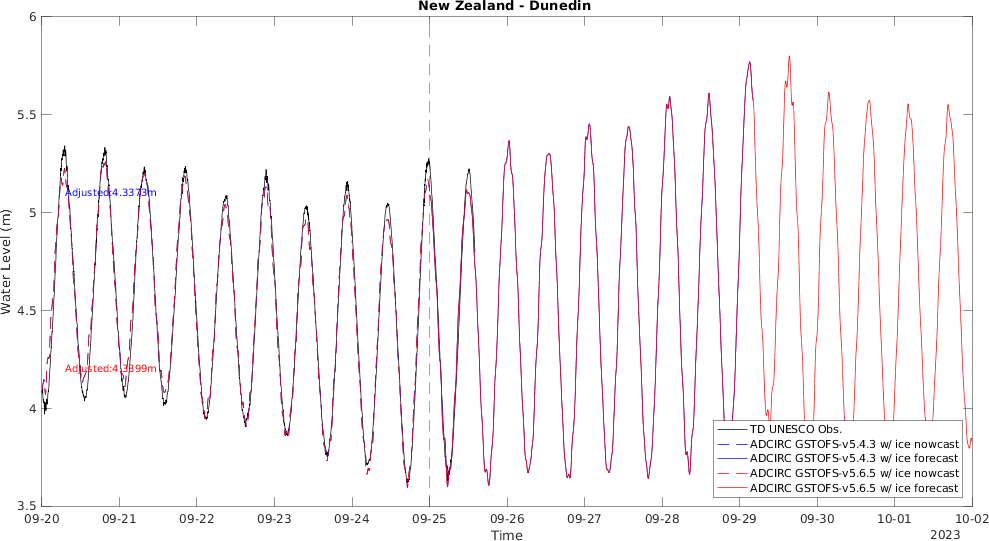 New Zealand - Dunedin
6
5.5
5
4.5
4
3.5
Water Level (m)
Adjusted:4.3373m
Adjusted:4.3399m
TD UNESCO Obs.
ADCIRC GSTOFS-v5.4.3 w/ ice nowcast
ADCIRC GSTOFS-v5.4.3 w/ ice forecast
ADCIRC GSTOFS-v5.6.5 w/ ice nowcast
ADCIRC GSTOFS-v5.6.5 w/ ice forecast
09-20 09-21 09-22 09-23 09-24 09-25 09-26 09-27 09-28 09-29 09-30 10-01 10-02
Time
2023